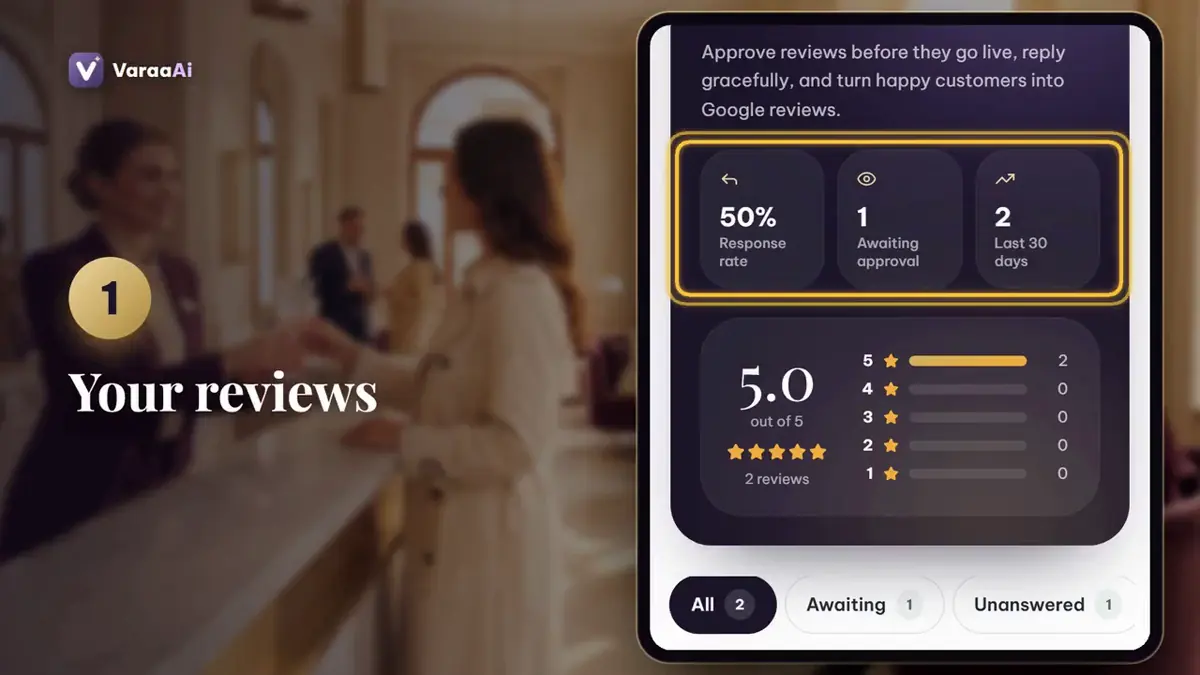 VaraaAi
1
Your reviews
Approve reviews before they go live, reply
gracefully, and turn happy customers into
Google reviews.
50%
Response
rate
1
Awaiting
approval
2
Last 30
days
5.0
out of 5
2 reviews
5 2
4 0
3 0
2 0
1 0
All 2
Awaiting 1
Unanswered 1